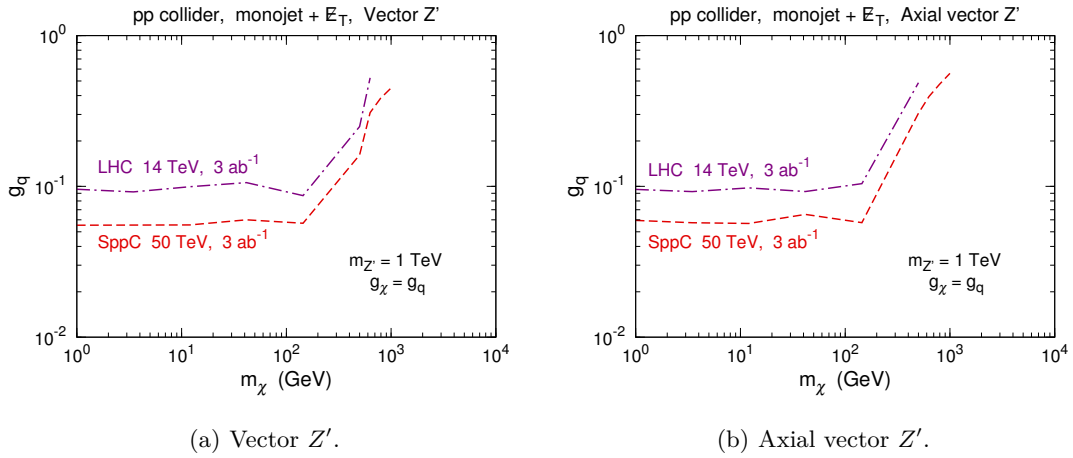 pp collider, monojet + E̸_T, Vector Z'
10^0
10^-1
10^-2
g_q
LHC 14 TeV, 3 ab^-1
SppC 50 TeV, 3 ab^-1
m_Z' = 1 TeV
g_χ = g_q
10^0 10^1 10^2 10^3 10^4
m_χ (GeV)
(a) Vector Z′.
pp collider, monojet + E̸_T, Axial vector Z'
10^0
10^-1
10^-2
g_q
LHC 14 TeV, 3 ab^-1
SppC 50 TeV, 3 ab^-1
m_Z' = 1 TeV
g_χ = g_q
10^0 10^1 10^2 10^3 10^4
m_χ (GeV)
(b) Axial vector Z′.